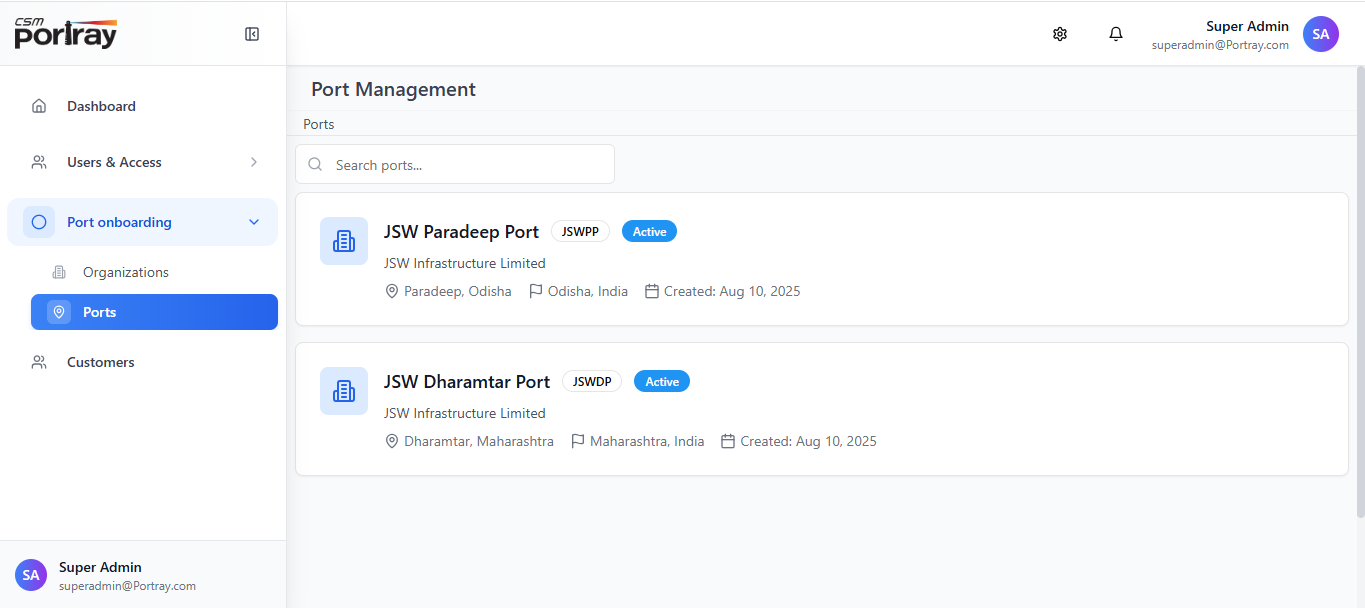 CSM
portray
Super Admin
superadmin@Portray.com
SA
Dashboard
Users & Access
Port onboarding
Organizations
Ports
Customers
SA
Super Admin
superadmin@Portray.com
Port Management
Ports
Search ports...
JSW Paradeep Port JSWPP Active
JSW Infrastructure Limited
Paradeep, Odisha Odisha, India Created: Aug 10, 2025
JSW Dharamtar Port JSWDP Active
JSW Infrastructure Limited
Dharamtar, Maharashtra Maharashtra, India Created: Aug 10, 2025